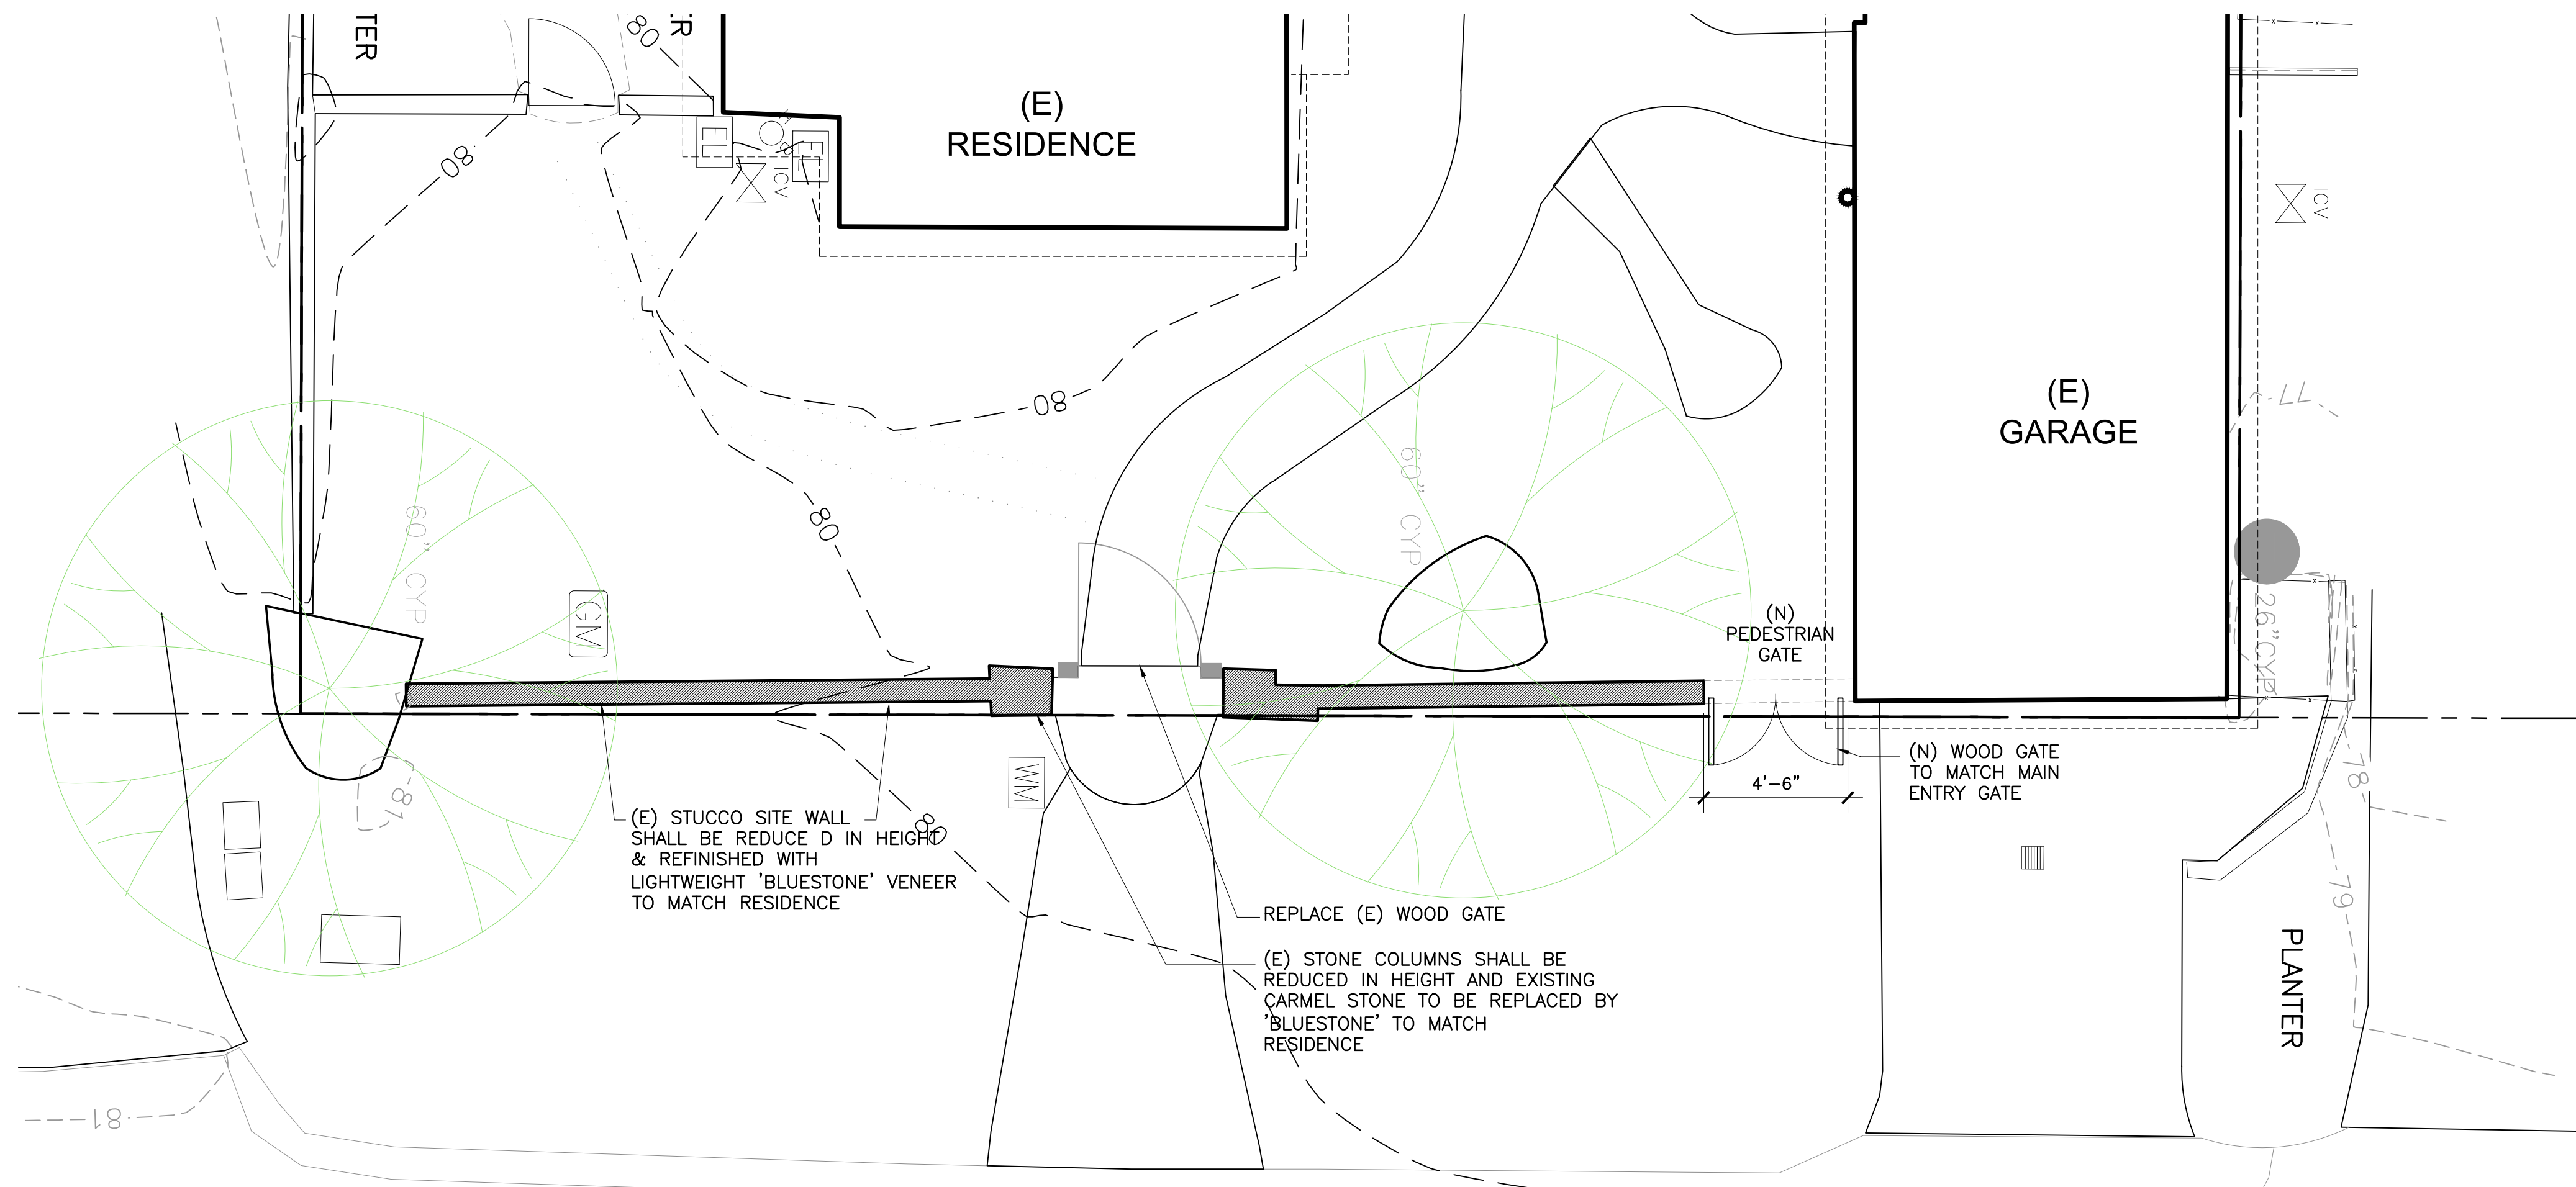 TER
R
80
(E)
RESIDENCE
80
EL
EL
ICV
ICV
(E)
GARAGE
77
80
80
60" CYP
60" CYP
GM
(N)
PEDESTRIAN
GATE
26"CYP
WM
81
(E) STUCCO SITE WALL
SHALL BE REDUCE D IN HEIGHT
& REFINISHED WITH
LIGHTWEIGHT 'BLUESTONE' VENEER
TO MATCH RESIDENCE
80
4'-6"
(N) WOOD GATE
TO MATCH MAIN
ENTRY GATE
78
79
REPLACE (E) WOOD GATE
(E) STONE COLUMNS SHALL BE
REDUCED IN HEIGHT AND EXISTING
CARMEL STONE TO BE REPLACED BY
'BLUESTONE' TO MATCH
RESIDENCE
PLANTER
81